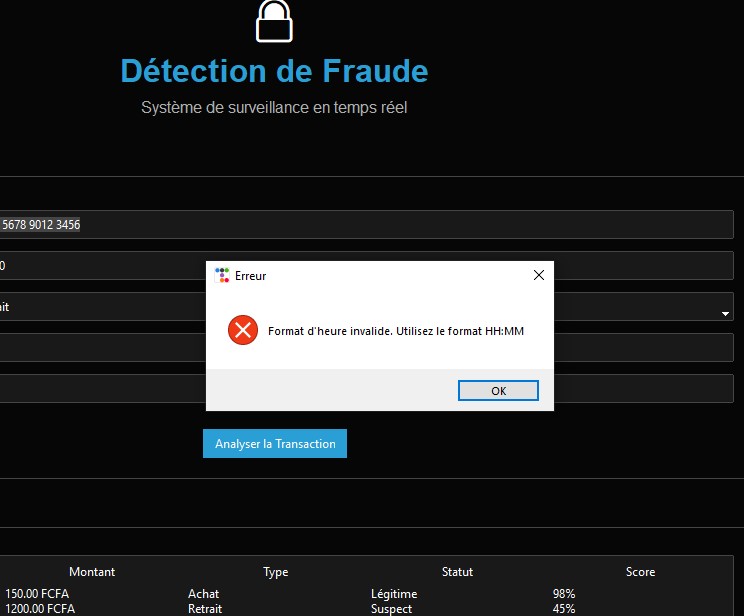 Détection de Fraude
Système de surveillance en temps réel
5678 9012 3456
0
it
Erreur
Format d'heure invalide. Utilisez le format HH:MM
OK
Analyser la Transaction
Montant Type Statut Score
150.00 FCFA Achat Légitime 98%
1200.00 FCFA Retrait Suspect 45%